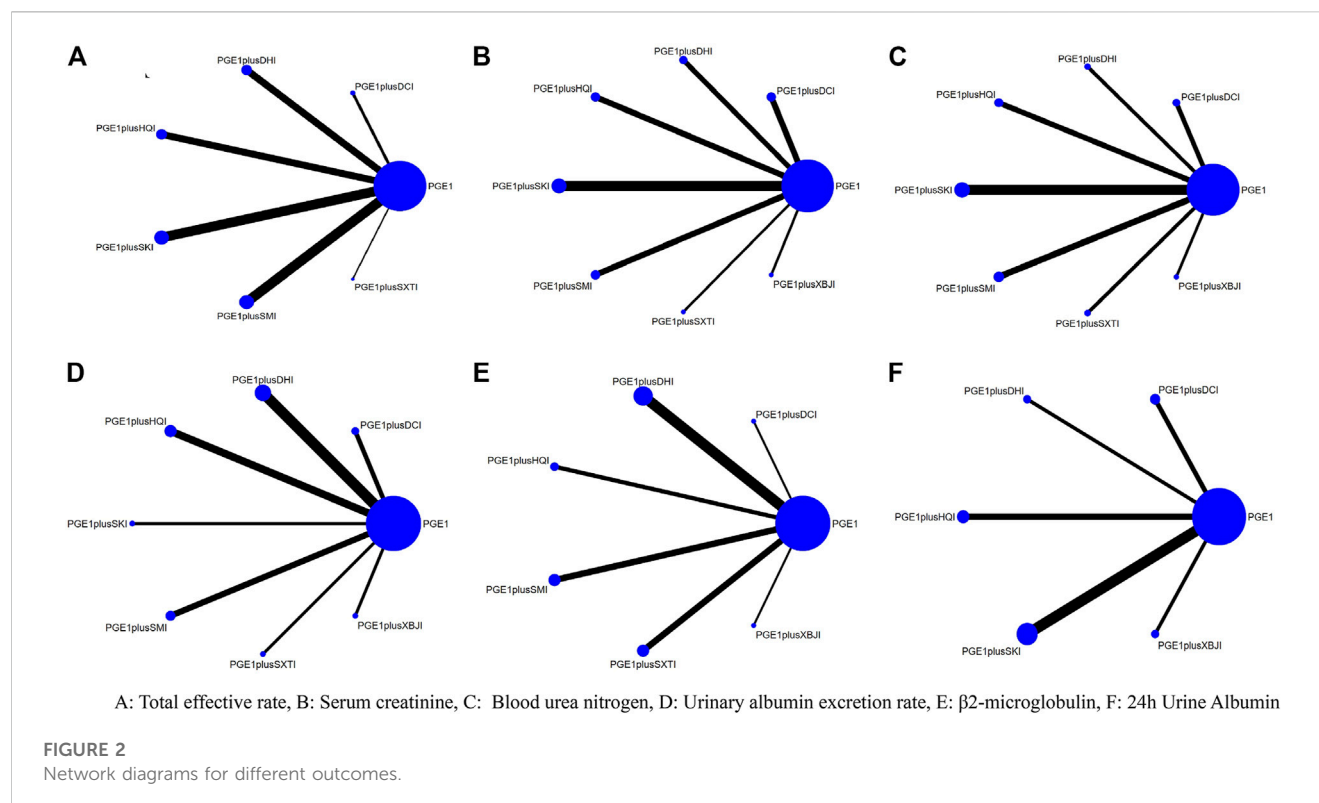 A
PGE1plusDHI
PGE1plusDCI
PGE1plusHQI
PGE1
PGE1plusSKI
PGE1plusSXTI
PGE1plusSMI
B
PGE1plusDHI
PGE1plusDCI
PGE1plusHQI
PGE1plusSKI
PGE1
PGE1plusSMI
PGE1plusXBJI
PGE1plusSXTI
C
PGE1plusDHI
PGE1plusDCI
PGE1plusHQI
PGE1plusSKI
PGE1
PGE1plusSMI
PGE1plusXBJI
PGE1plusSXTI
D
PGE1plusDHI
PGE1plusDCI
PGE1plusHQI
PGE1plusSKI
PGE1
PGE1plusSMI
PGE1plusXBJI
PGE1plusSXTI
E
PGE1plusDHI
PGE1plusDCI
PGE1plusHQI
PGE1
PGE1plusSMI
PGE1plusXBJI
PGE1plusSXTI
F
PGE1plusDHI
PGE1plusDCI
PGE1plusHQI
PGE1
PGE1plusSKI
PGE1plusXBJI
A: Total effective rate, B: Serum creatinine, C: Blood urea nitrogen, D: Urinary albumin excretion rate, E: β2-microglobulin, F: 24h Urine Albumin
FIGURE 2
Network diagrams for different outcomes.